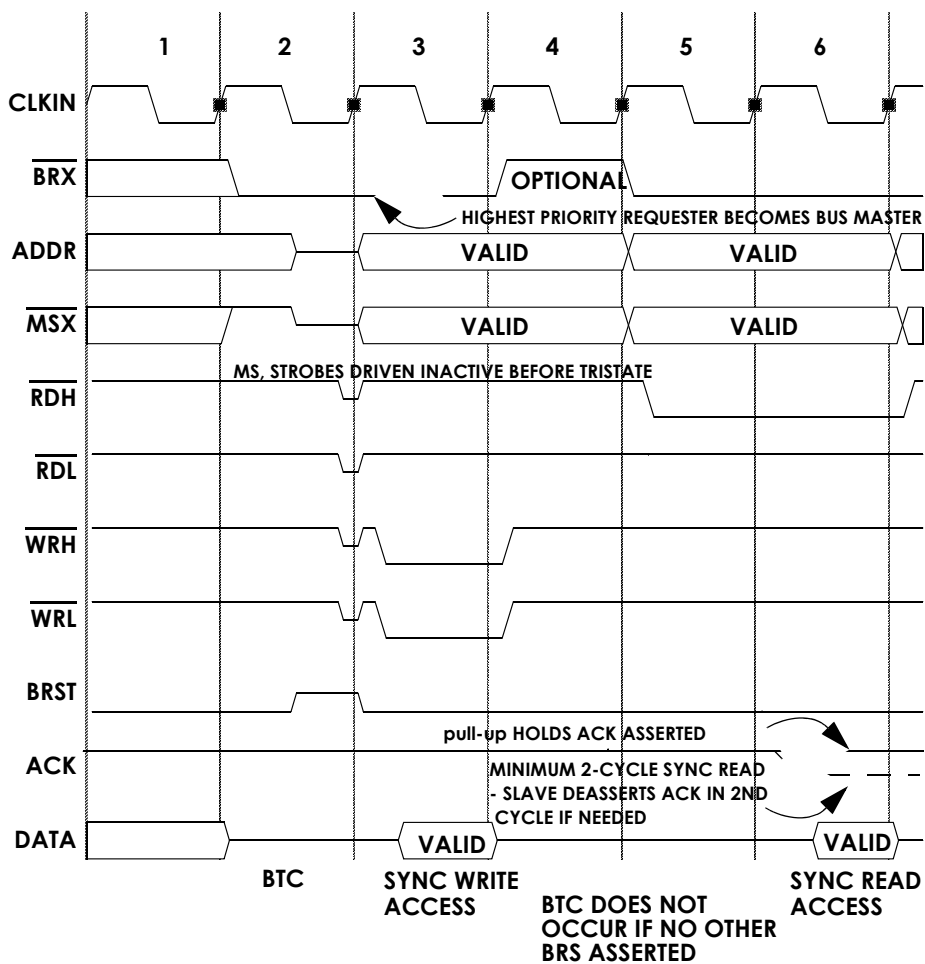 1 2 3 4 5 6
CLKIN
BRX
OPTIONAL
HIGHEST PRIORITY REQUESTER BECOMES BUS MASTER
ADDR
VALID VALID
MSX
VALID VALID
MS, STROBES DRIVEN INACTIVE BEFORE TRISTATE
RDH
RDL
WRH
WRL
BRST
pull-up HOLDS ACK ASSERTED
ACK
MINIMUM 2-CYCLE SYNC READ
- SLAVE DEASSERTS ACK IN 2ND
CYCLE IF NEEDED
DATA
VALID VALID
BTC
SYNC WRITE
ACCESS
BTC DOES NOT
OCCUR IF NO OTHER
BRS ASSERTED
SYNC READ
ACCESS